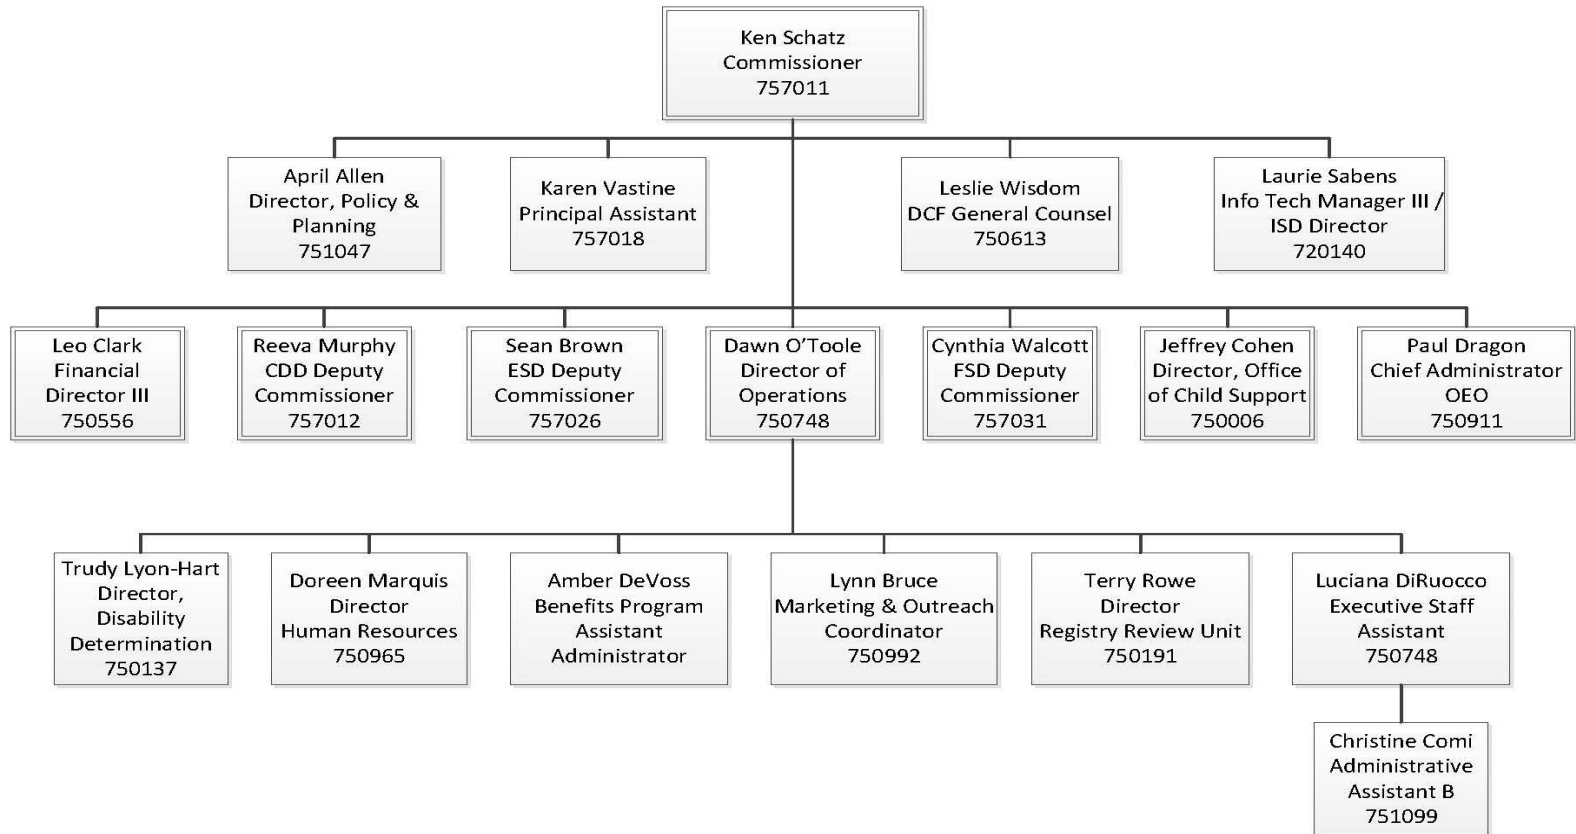 Ken Schatz
Commissioner
757011
April Allen
Director, Policy &
Planning
751047
Karen Vastine
Principal Assistant
757018
Leslie Wisdom
DCF General Counsel
750613
Laurie Sabens
Info Tech Manager III /
ISD Director
720140
Leo Clark
Financial
Director III
750556
Reeva Murphy
CDD Deputy
Commissioner
757012
Sean Brown
ESD Deputy
Commissioner
757026
Dawn O’Toole
Director of
Operations
750748
Cynthia Walcott
FSD Deputy
Commissioner
757031
Jeffrey Cohen
Director, Office
of Child Support
750006
Paul Dragon
Chief Administrator
OEO
750911
Trudy Lyon-Hart
Director,
Disability
Determination
750137
Doreen Marquis
Director
Human Resources
750965
Amber DeVoss
Benefits Program
Assistant
Administrator
Lynn Bruce
Marketing & Outreach
Coordinator
750992
Terry Rowe
Director
Registry Review Unit
750191
Luciana DiRuocco
Executive Staff
Assistant
750748
Christine Comi
Administrative
Assistant B
751099